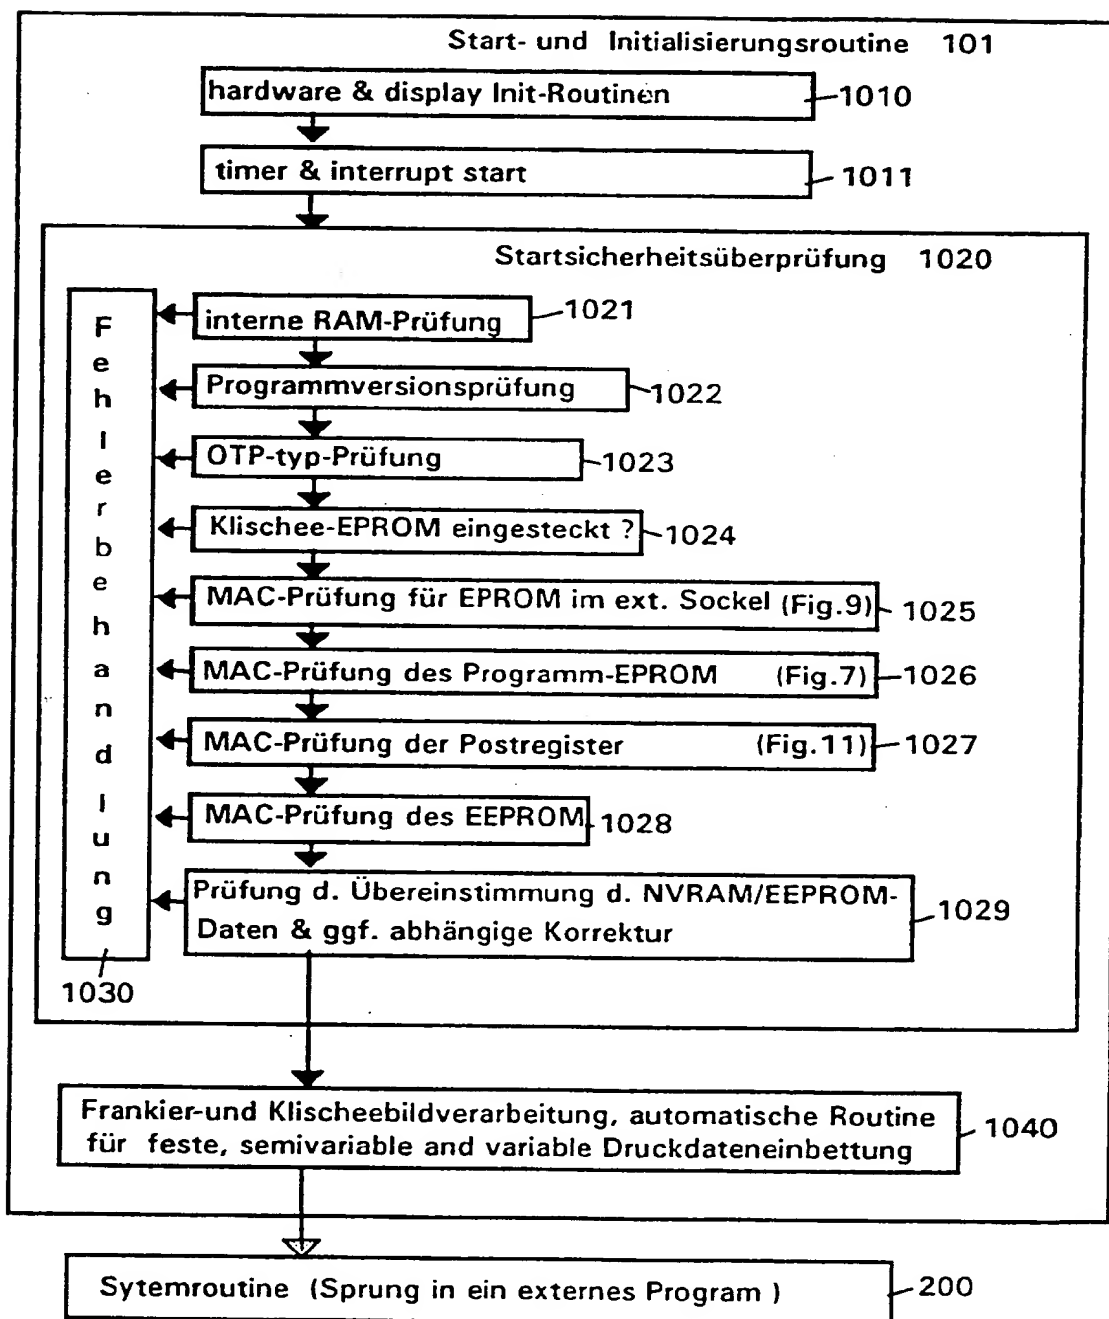 Start- und Initialisierungsroutine 101
hardware & display Init-Routinen 1010
timer & interrupt start 1011
Startsicherheitsüberprüfung 1020
Fehlerbehandlung
1030
interne RAM-Prüfung 1021
Programmversionsprüfung 1022
OTP-typ-Prüfung 1023
Klischee-EPROM eingesteckt ? 1024
MAC-Prüfung für EPROM im ext. Sockel (Fig.9) 1025
MAC-Prüfung des Programm-EPROM (Fig.7) 1026
MAC-Prüfung der Postregister (Fig.11) 1027
MAC-Prüfung des EEPROM 1028
Prüfung d. Übereinstimmung d. NVRAM/EEPROM-
Daten & ggf. abhängige Korrektur 1029
Frankier-und Klischeebildverarbeitung, automatische Routine
für feste, semivariable and variable Druckdateneinbettung 1040
Sytemroutine (Sprung in ein externes Program ) 200